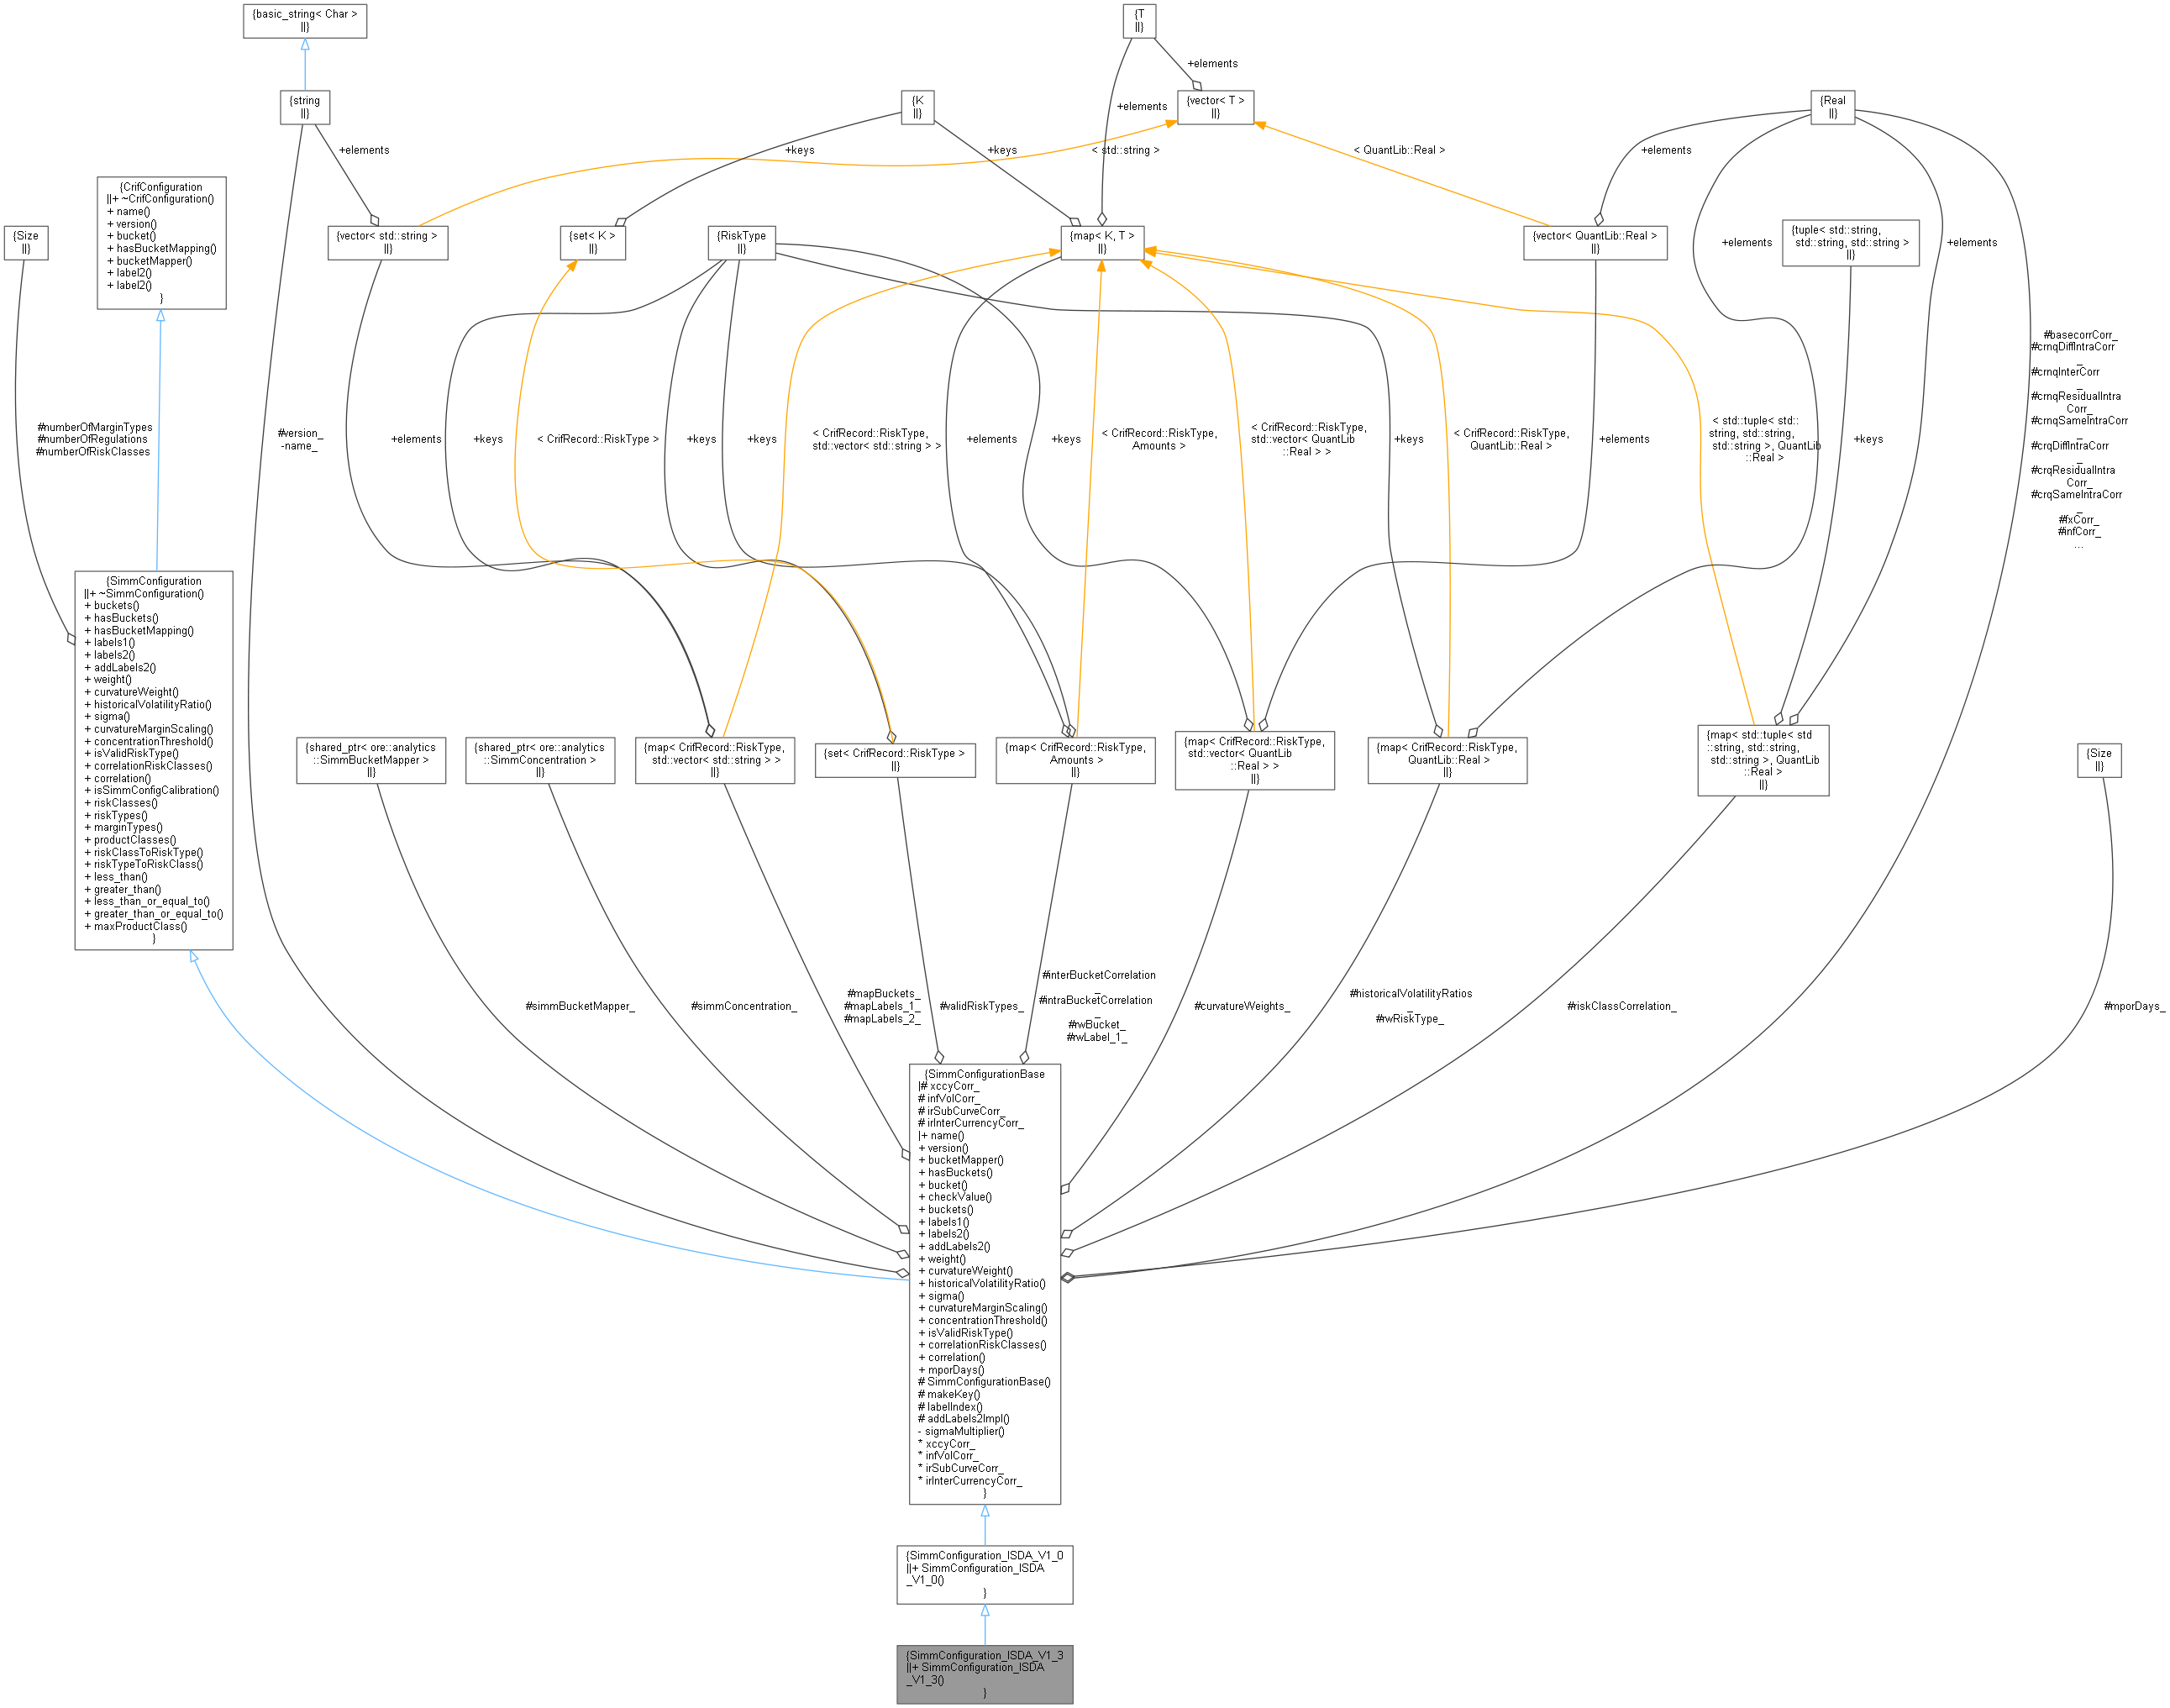 {basic_string< Char >
||}
{T
||}
+elements
{string
||}
{K
||}
+elements
{vector< T >
||}
{Real
||}
+elements
+keys
+keys
< std::string >
< QuantLib::Real >
+elements
{CrifConfiguration
||+ ~CrifConfiguration()
+ name()
+ version()
+ bucket()
+ hasBucketMapping()
+ bucketMapper()
+ label2()
+ label2()
}
{Size
||}
{vector< std::string >
||}
{set< K >
||}
{RiskType
||}
{map< K, T >
||}
{vector< QuantLib::Real >
||}
+elements
{tuple< std::string,
std::string, std::string >
||}
+elements
#numberOfMarginTypes
#numberOfRegulations
#numberOfRiskClasses
#version_
-name_
+elements
+keys
< CrifRecord::RiskType >
+keys
+keys
< CrifRecord::RiskType,
std::vector< std::string > >
+elements
+keys
< CrifRecord::RiskType,
Amounts >
< CrifRecord::RiskType,
std::vector< QuantLib
::Real > >
+keys
< CrifRecord::RiskType,
QuantLib::Real >
+elements
< std::tuple< std::
string, std::string,
std::string >, QuantLib
::Real >
+keys
#basecorrCorr_
#crnqDiffIntraCorr
_
#crnqInterCorr
_
#crnqResidualIntra
Corr_
#crnqSameIntraCorr
_
#crqDiffIntraCorr
_
#crqResidualIntra
Corr_
#crqSameIntraCorr
_
#fxCorr_
#infCorr_
...
{SimmConfiguration
||+ ~SimmConfiguration()
+ buckets()
+ hasBuckets()
+ hasBucketMapping()
+ labels1()
+ labels2()
+ addLabels2()
+ weight()
+ curvatureWeight()
+ historicalVolatilityRatio()
+ sigma()
+ curvatureMarginScaling()
+ concentrationThreshold()
+ isValidRiskType()
+ correlationRiskClasses()
+ correlation()
+ isSimmConfigCalibration()
+ riskClasses()
+ riskTypes()
+ marginTypes()
+ productClasses()
+ riskClassToRiskType()
+ riskTypeToRiskClass()
+ less_than()
+ greater_than()
+ less_than_or_equal_to()
+ greater_than_or_equal_to()
+ maxProductClass()
}
{shared_ptr< ore::analytics
::SimmBucketMapper >
||}
{shared_ptr< ore::analytics
::SimmConcentration >
||}
{map< CrifRecord::RiskType,
std::vector< std::string > >
||}
{set< CrifRecord::RiskType >
||}
{map< CrifRecord::RiskType,
Amounts >
||}
{map< CrifRecord::RiskType,
std::vector< QuantLib
::Real > >
||}
{map< CrifRecord::RiskType,
QuantLib::Real >
||}
{map< std::tuple< std
::string, std::string,
std::string >, QuantLib
::Real >
||}
{Size
||}
#simmBucketMapper_
#simmConcentration_
#mapBuckets_
#mapLabels_1_
#mapLabels_2_
#validRiskTypes_
#interBucketCorrelation
_
#intraBucketCorrelation
_
#rwBucket_
#rwLabel_1_
#curvatureWeights_
#historicalVolatilityRatios
_
#rwRiskType_
#riskClassCorrelation_
#mporDays_
{SimmConfigurationBase
|# xccyCorr_
# infVolCorr_
# irSubCurveCorr_
# irInterCurrencyCorr_
|+ name()
+ version()
+ bucketMapper()
+ hasBuckets()
+ bucket()
+ checkValue()
+ buckets()
+ labels1()
+ labels2()
+ addLabels2()
+ weight()
+ curvatureWeight()
+ historicalVolatilityRatio()
+ sigma()
+ curvatureMarginScaling()
+ concentrationThreshold()
+ isValidRiskType()
+ correlationRiskClasses()
+ correlation()
+ mporDays()
# SimmConfigurationBase()
# makeKey()
# labelIndex()
# addLabels2Impl()
- sigmaMultiplier()
* xccyCorr_
* infVolCorr_
* irSubCurveCorr_
* irInterCurrencyCorr_
}
{SimmConfiguration_ISDA_V1_0
||+ SimmConfiguration_ISDA
_V1_0()
}
{SimmConfiguration_ISDA_V1_3
||+ SimmConfiguration_ISDA
_V1_3()
}